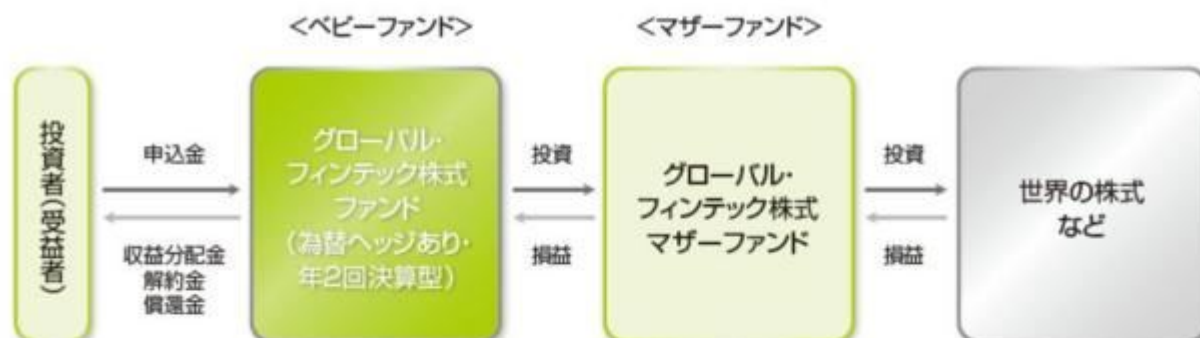 <ベビーファンド>
<マザーファンド>
投資者(受益者)
申込金
収益分配金
解約金
償還金
グローバル・
フィンテック株式
ファンド
(為替ヘッジあり・
年2回決算型)
投資
損益
グローバル・
フィンテック株式
マザーファンド
投資
損益
世界の株式
など